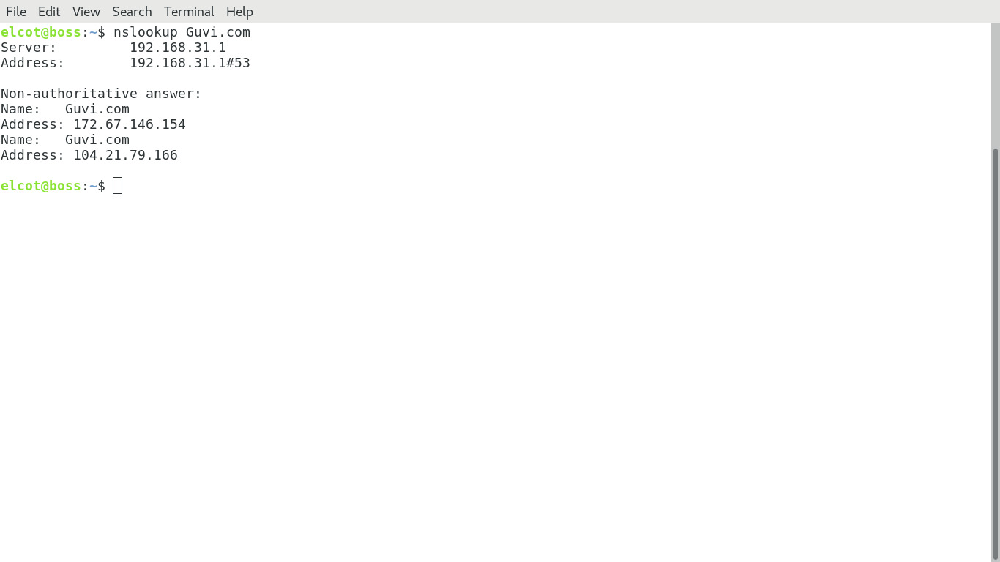 File Edit View Search Terminal Help
elcot@boss:~$ nslookup Guvi.com
Server:         192.168.31.1
Address:        192.168.31.1#53
Non-authoritative answer:
Name:   Guvi.com
Address: 172.67.146.154
Name:   Guvi.com
Address: 104.21.79.166
elcot@boss:~$